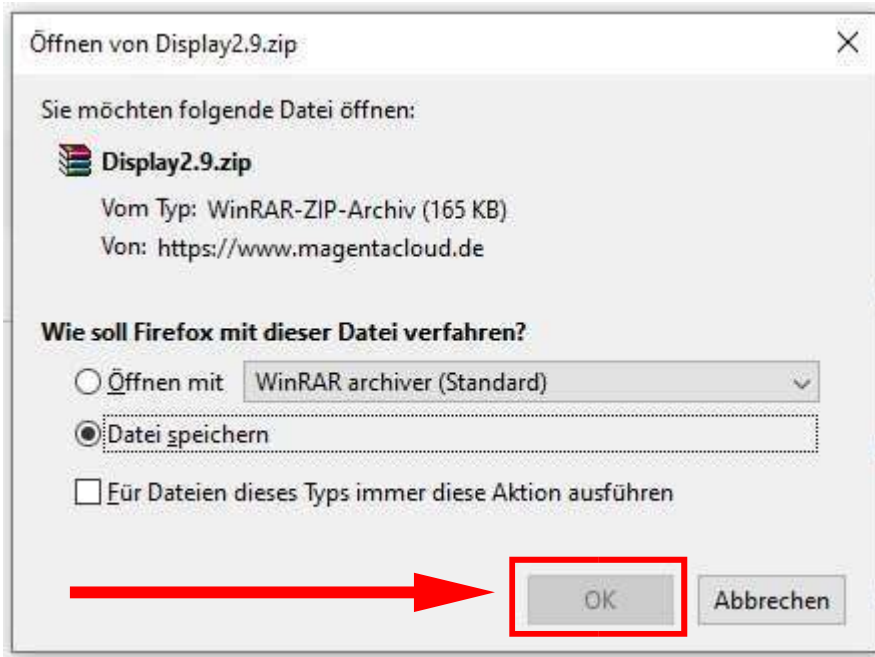 Öffnen von Display2.9.zip
Sie möchten folgende Datei öffnen:
Display2.9.zip
Vom Typ: WinRAR-ZIP-Archiv (165 KB)
Von: https://www.magentacloud.de
Wie soll Firefox mit dieser Datei verfahren?
Öffnen mit WinRAR archiver (Standard)
Datei speichern
Für Dateien dieses Typs immer diese Aktion ausführen
OK Abbrechen